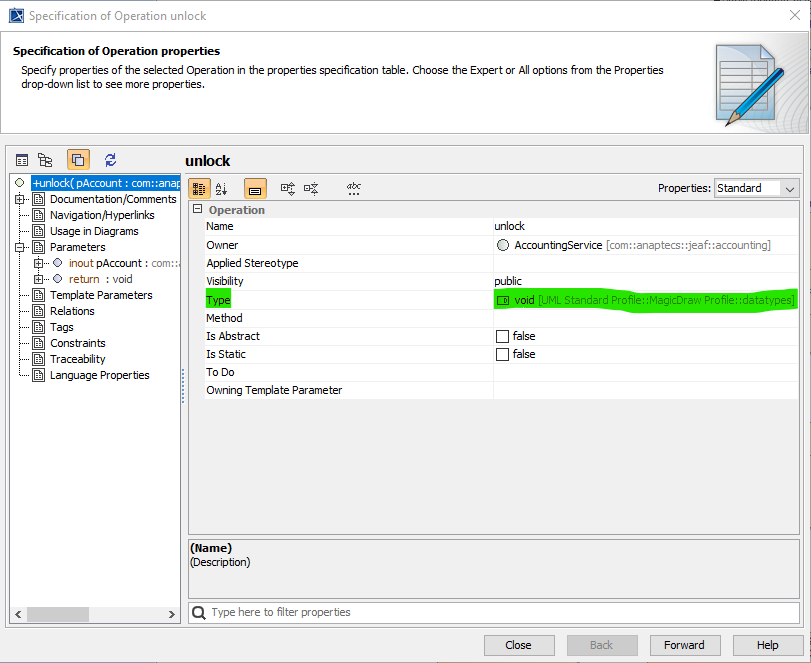 Specification of Operation unlock
Specification of Operation properties
Specify properties of the selected Operation in the properties specification table. Choose the Expert or All options from the Properties
drop-down list to see more properties.
unlock
+unlock( pAccount : com::anap
Documentation/Comments
Navigation/Hyperlinks
Usage in Diagrams
Parameters
inout pAccount : com::
return : void
Template Parameters
Relations
Tags
Constraints
Traceability
Language Properties
Properties: Standard
Operation
Name unlock
Owner AccountingService [com::anaptecs::jeaf::accounting]
Applied Stereotype
Visibility public
Type void [UML Standard Profile::MagicDraw Profile::datatypes]
Method
Is Abstract false
Is Static false
To Do
Owning Template Parameter
(Name)
(Description)
Type here to filter properties
Close Back Forward Help